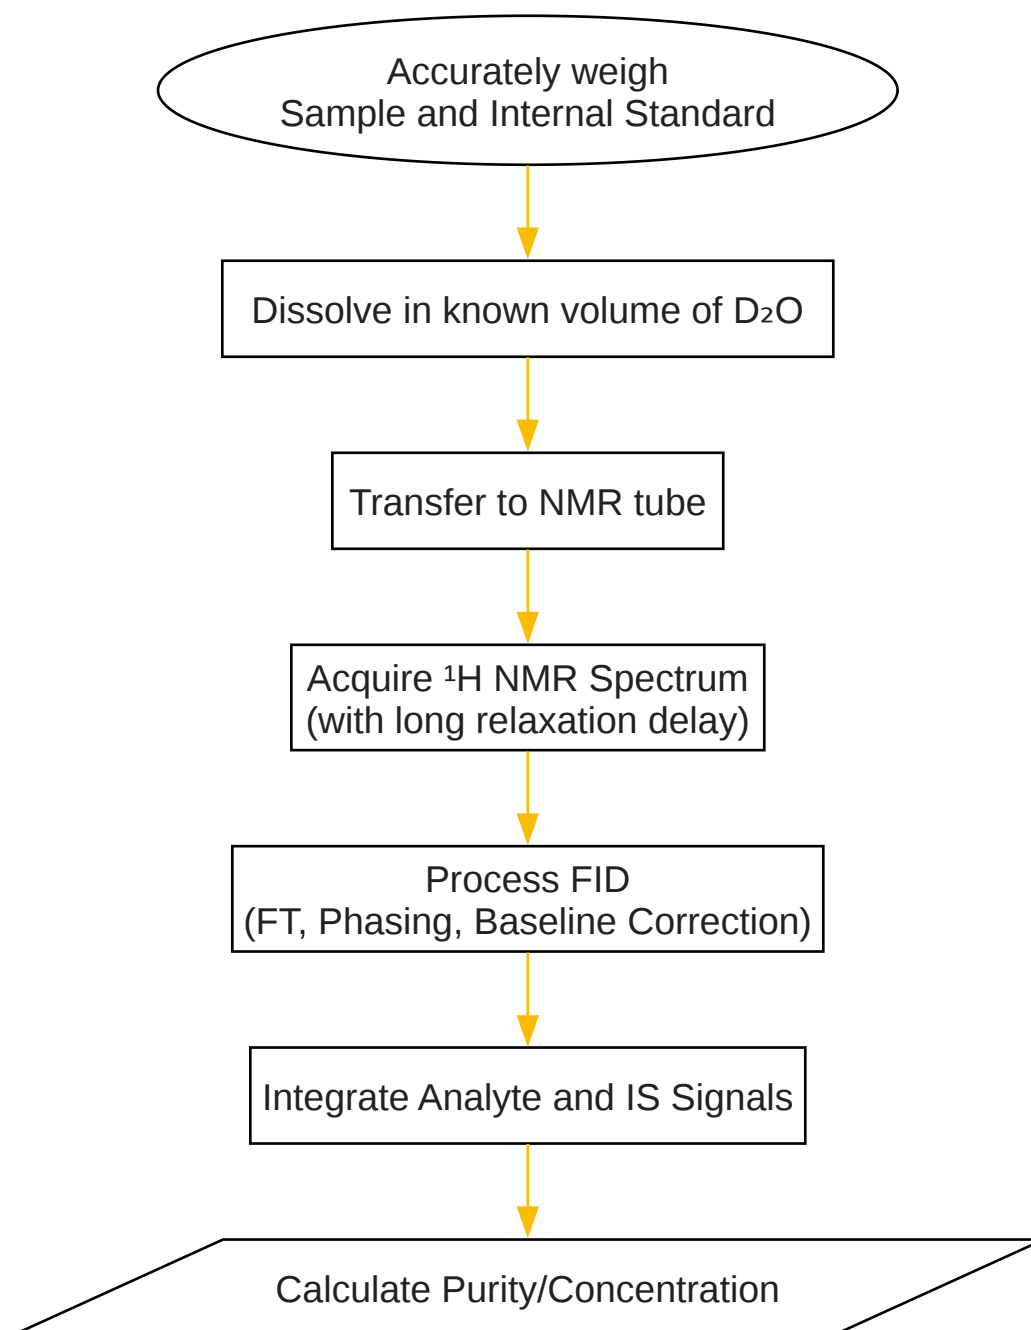 Accurately weigh
Sample and Internal Standard
Dissolve in known volume of D₂O
Transfer to NMR tube
Acquire ¹H NMR Spectrum
(with long relaxation delay)
Process FID
(FT, Phasing, Baseline Correction)
Integrate Analyte and IS Signals
Calculate Purity/Concentration